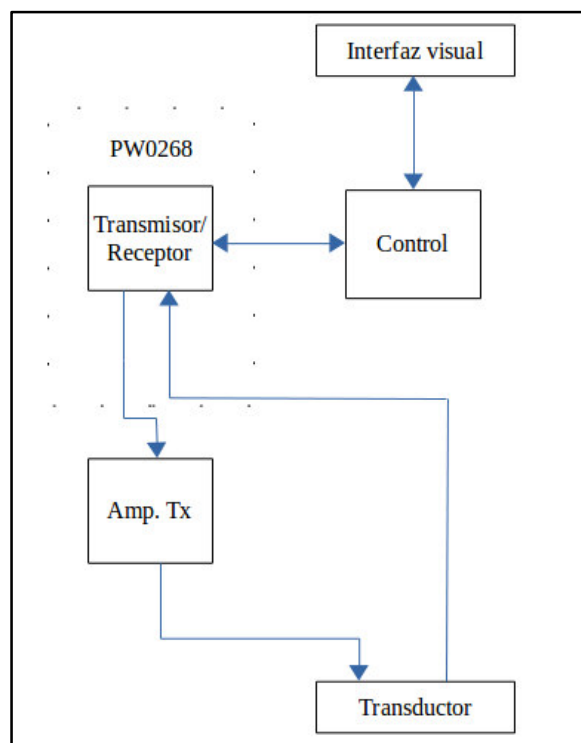 Interfaz visual
PW0268
Transmisor/
Receptor
Control
Amp. Tx
Transductor